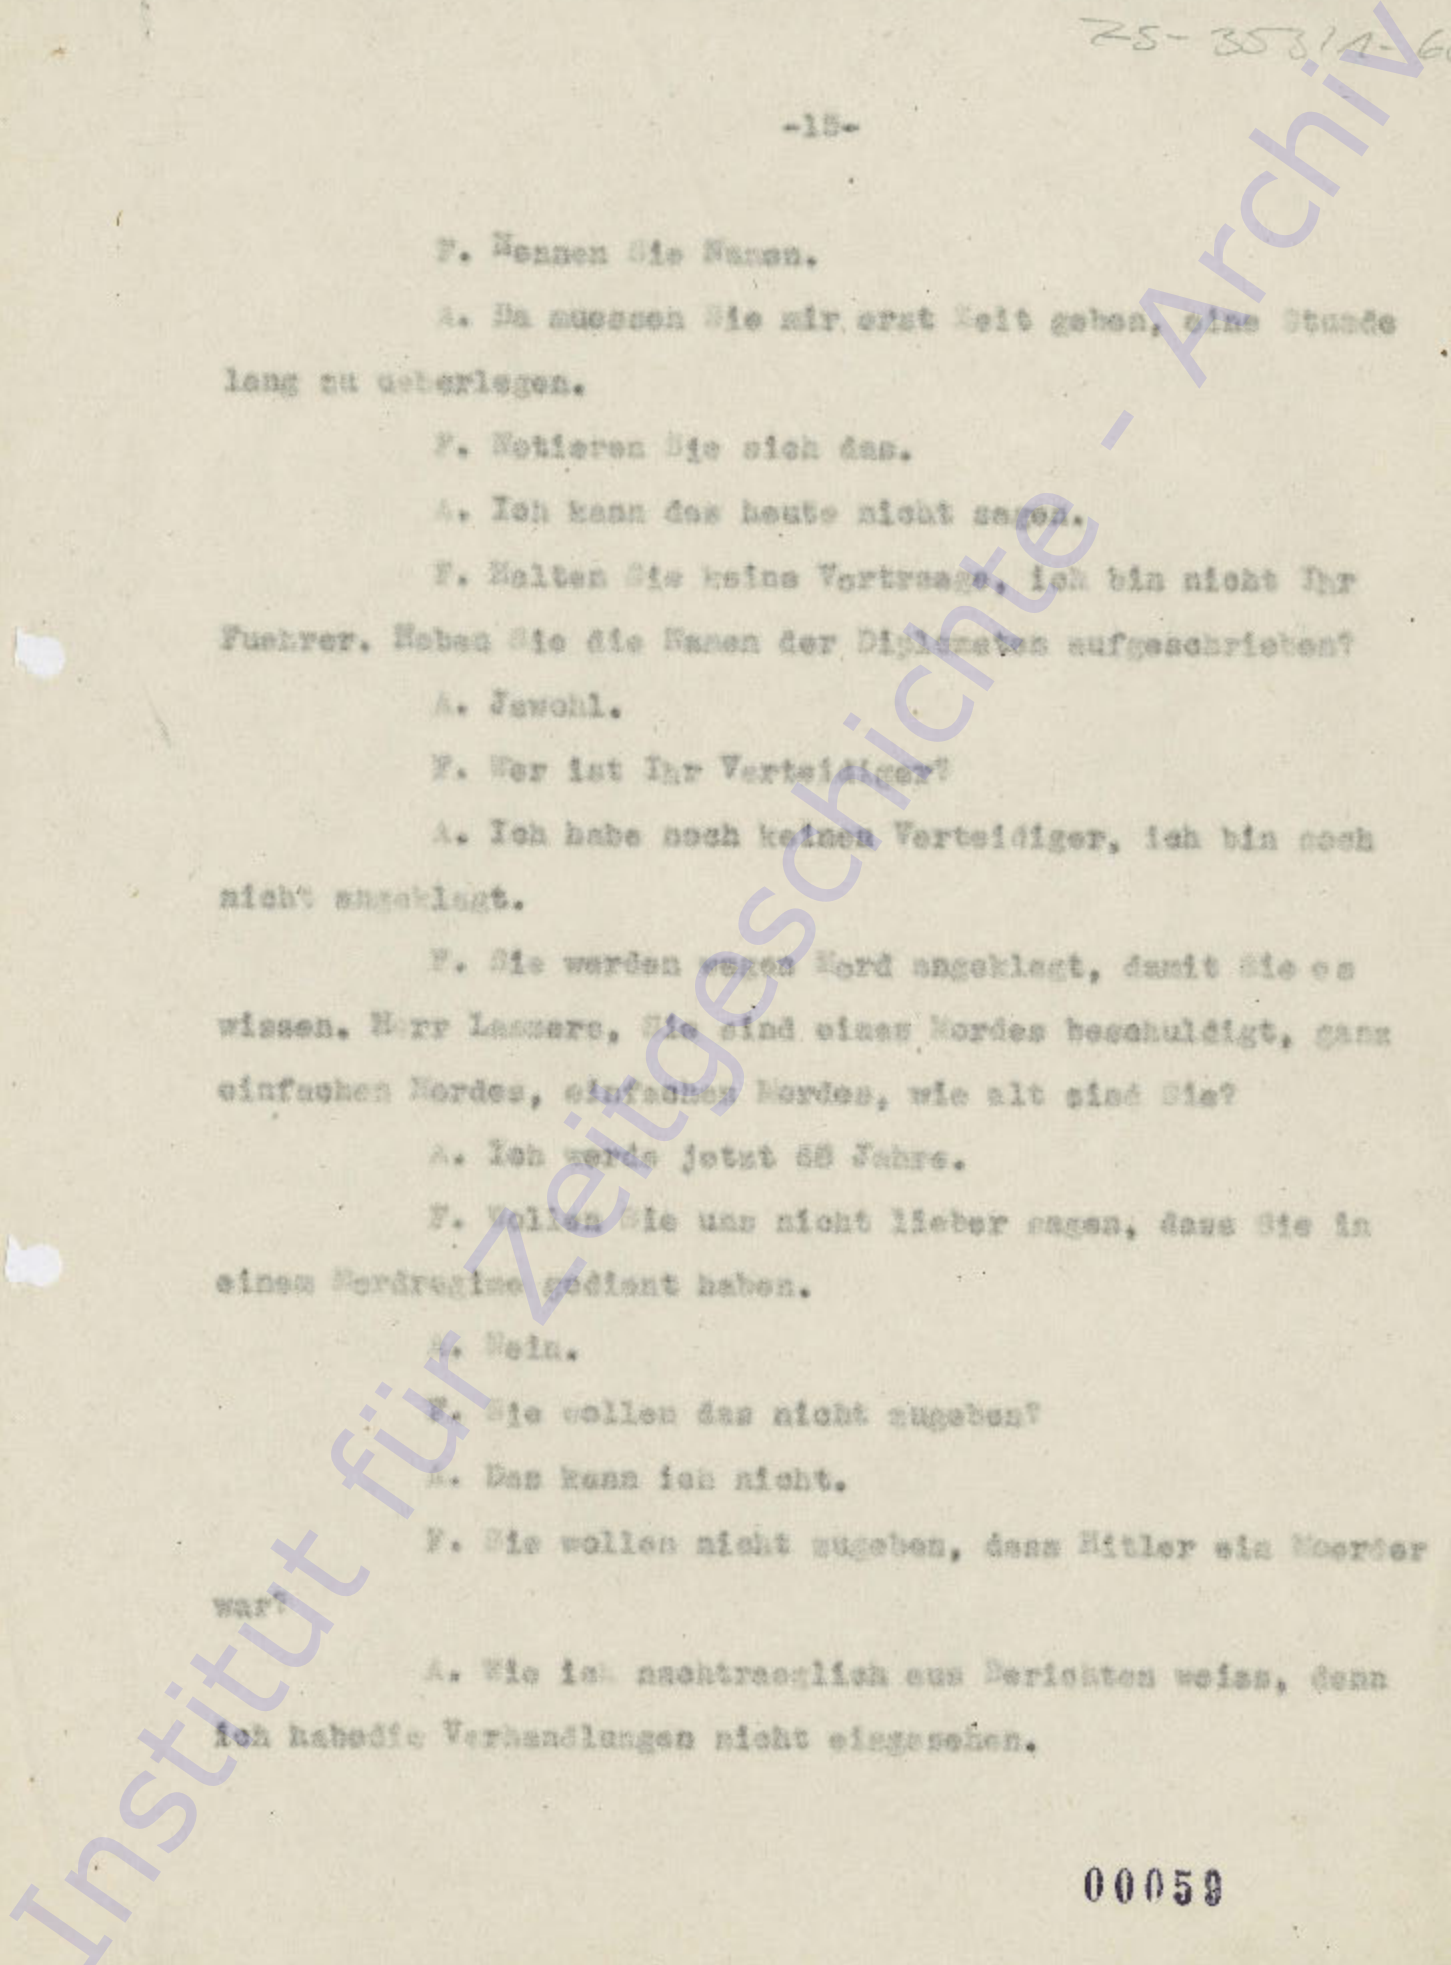 ZS-353/1-60
-15-
F. Nennen Sie Namen.
A. Da muessen Sie mir erst Zeit geben, eine Stunde
lang zu ueberlegen.
F. Notieren Sie sich das.
A. Ich kann das heute nicht sagen.
F. Halten Sie keine Vortraege, ich bin nicht Ihr
Fuehrer. Haben Sie die Namen der Diplomaten aufgeschrieben?
A. Jawohl.
F. Wer ist Ihr Verteidiger?
A. Ich habe noch keinen Verteidiger, ich bin noch
nicht angeklagt.
F. Sie werden wegen Mord angeklagt, damit Sie es
wissen. Herr Lammers, Sie sind eines Mordes beschuldigt, ganz
einfachen Mordes, einfachen Mordes, wie alt sind Sie?
A. Ich werde jetzt 68 Jahre.
F. Wollen Sie uns nicht lieber sagen, dass Sie in
einem Mordregime gedient haben.
A. Nein.
F. Sie wollen das nicht zugeben?
A. Das kann ich nicht.
F. Sie wollen nicht zugeben, dass Hitler ein Moerder
war?
A. Wie ich nachtraeglich aus Berichten weiss, denn
ich habedie Verhandlungen nicht eingesehen.
00059
Institut für Zeitgeschichte - Archiv